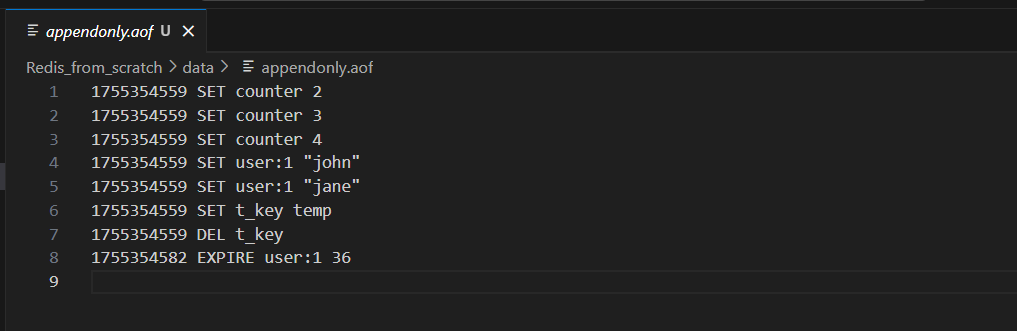 appendonly.aof U
Redis_from_scratch > data > appendonly.aof
1 1755354559 SET counter 2
2 1755354559 SET counter 3
3 1755354559 SET counter 4
4 1755354559 SET user:1 "john"
5 1755354559 SET user:1 "jane"
6 1755354559 SET t_key temp
7 1755354559 DEL t_key
8 1755354582 EXPIRE user:1 36
9